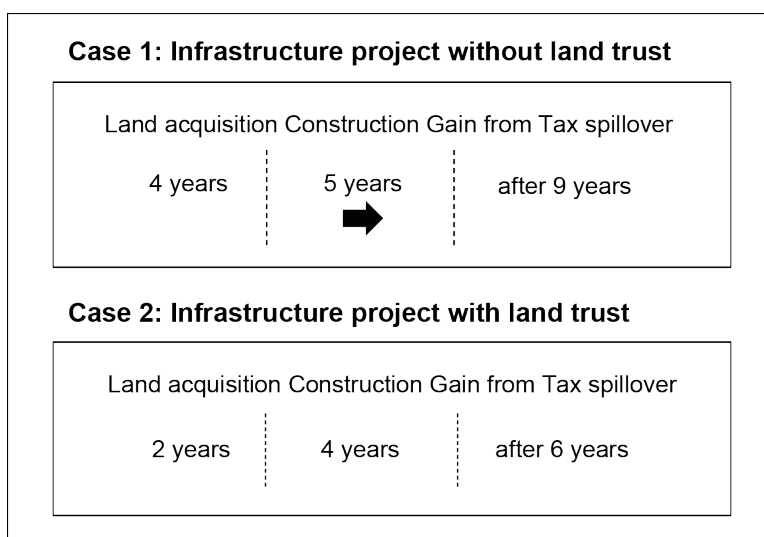 Case 1: Infrastructure project without land trust
Land acquisition Construction Gain from Tax spillover
4 years 5 years after 9 years
Case 2: Infrastructure project with land trust
Land acquisition Construction Gain from Tax spillover
2 years 4 years after 6 years